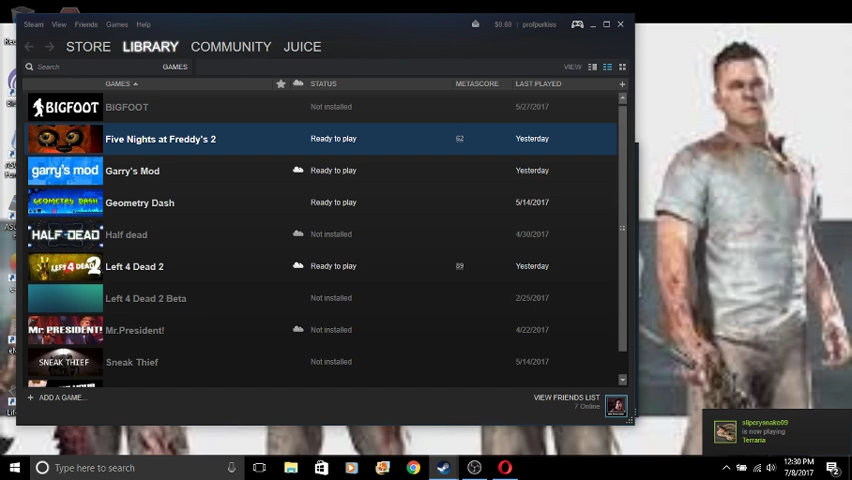 Steam View Friends Games Help $0.60 profpurkiss
STORE LIBRARY COMMUNITY JUICE
Search GAMES VIEW
GAMES STATUS METASCORE LAST PLAYED
BIGFOOT BIGFOOT Not installed 5/27/2017
Five Nights at Freddy's 2 Ready to play 62 Yesterday
garry's mod Garry's Mod Ready to play Yesterday
GEOMETRY DASH Geometry Dash Ready to play 5/14/2017
HALF DEAD Half dead Not installed 4/30/2017
LEFT 4 DEAD 2 Left 4 Dead 2 Ready to play 89 Yesterday
Left 4 Dead 2 Beta Not installed 2/25/2017
Mr. PRESIDENT! Mr.President! Not installed 4/22/2017
SNEAK THIEF Sneak Thief Not installed 5/14/2017
+ ADD A GAME... VIEW FRIENDS LIST
7 Online
sliperysnake09
is now playing
Terraria
Type here to search
12:30 PM
7/8/2017
2